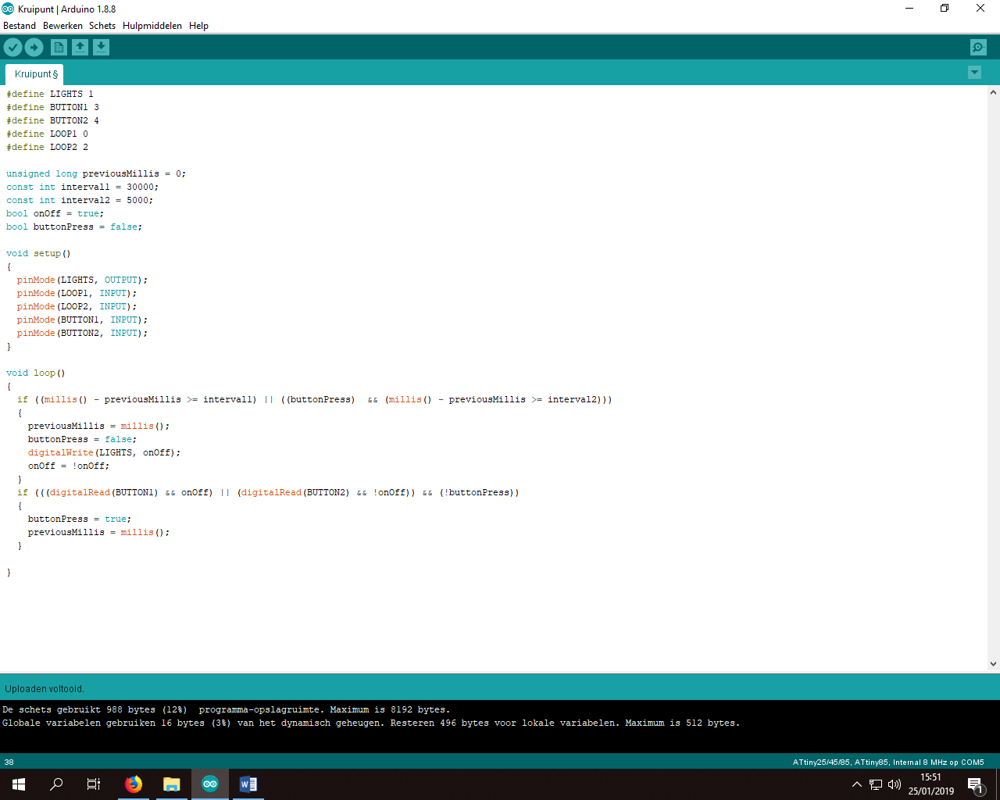 Kruipunt | Arduino 1.8.8
Bestand Bewerken Schets Hulpmiddelen Help
Kruipunt §
#define LIGHTS 1
#define BUTTON1 3
#define BUTTON2 4
#define LOOP1 0
#define LOOP2 2
unsigned long previousMillis = 0;
const int interval1 = 30000;
const int interval2 = 5000;
bool onOff = true;
bool buttonPress = false;
void setup()
{
pinMode(LIGHTS, OUTPUT);
pinMode(LOOP1, INPUT);
pinMode(LOOP2, INPUT);
pinMode(BUTTON1, INPUT);
pinMode(BUTTON2, INPUT);
}
void loop()
{
if ((millis() - previousMillis >= interval1) || ((buttonPress)  && (millis() - previousMillis >= interval2)))
{
previousMillis = millis();
buttonPress = false;
digitalWrite(LIGHTS, onOff);
onOff = !onOff;
}
if (((digitalRead(BUTTON1) && onOff) || (digitalRead(BUTTON2) && !onOff)) && (!buttonPress))
{
buttonPress = true;
previousMillis = millis();
}
}
Uploaden voltooid.
De schets gebruikt 988 bytes (12%)  programma-opslagruimte. Maximum is 8192 bytes.
Globale variabelen gebruiken 16 bytes (3%) van het dynamisch geheugen. Resteren 496 bytes voor lokale variabelen. Maximum is 512 bytes.
38 ATtiny25/45/85, ATtiny85, Internal 8 MHz op COM5
15:51
25/01/2019
1